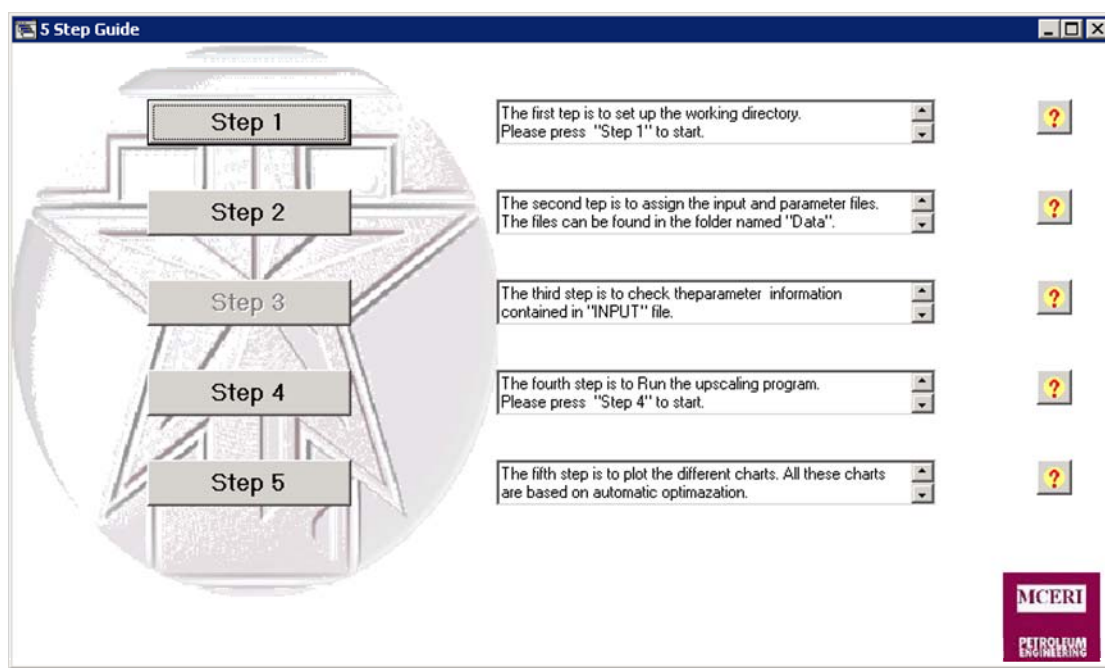 5 Step Guide
Step 1
The first tep is to set up the working directory.
Please press "Step 1" to start.
?
Step 2
The second tep is to assign the input and parameter files.
The files can be found in the folder named "Data".
?
Step 3
The third step is to check theparameter information
contained in "INPUT" file.
?
Step 4
The fourth step is to Run the upscaling program.
Please press "Step 4" to start.
?
Step 5
The fifth step is to plot the different charts. All these charts
are based on automatic optimazation.
?
MCERI
PETROLEUM
ENGINEERING